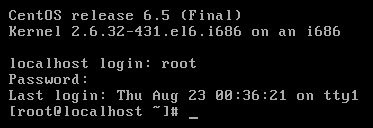 CentOS release 6.5 (Final)
Kernel 2.6.32-431.el6.i686 on an i686
localhost login: root
Password:
Last login: Thu Aug 23 00:36:21 on tty1
[root@localhost ~]# _